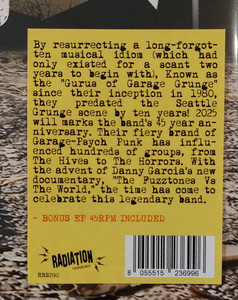 By resurrecting a long-forgot-
ten musical idiom (which had
only existed for a scant two
years to begin with), Known as
the "Gurus of Garage Grunge"
since their inception in 1980,
they predated the Seattle
Grunge scene by ten years! 2025
will marks the band's 45 year an-
niversary. Their fiery brand of
Garage-Psych Punk has influ-
enced hundreds of groups, from
The Hives to The Horrors. With
the advent of Danny Garcia's new
documentary, "The Fuzztones Vs
The World," the time has come to
celebrate this legendary band.
- BONUS EP 45RPM INCLUDED
RADIATION
8 055515 236996